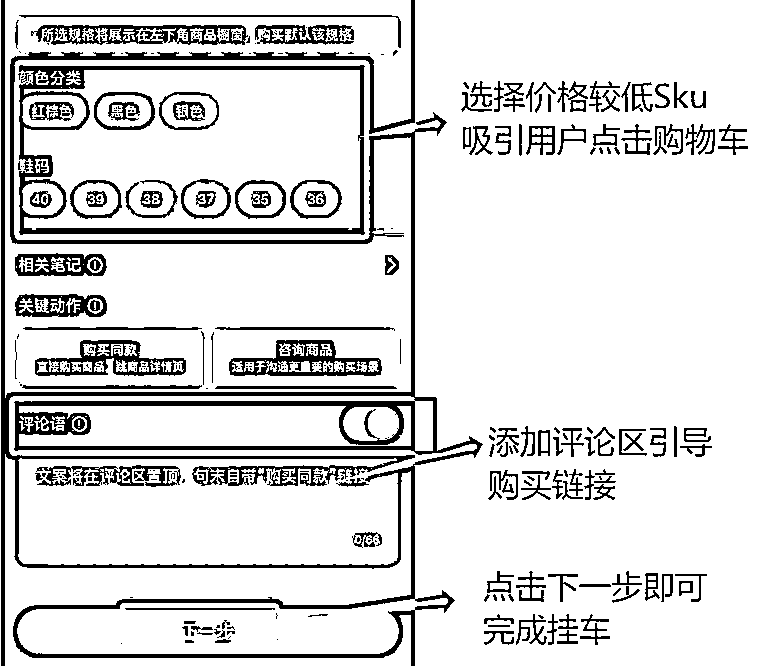 所选规格将展示在左下角商品橱窗，购买默认该规格
颜色分类
红棕色 黑色 银色
鞋码
40 39 38 37 35 36
选择价格较低Sku
吸引用户点击购物车
相关笔记
关键动作
购买同款 咨询商品
直接购买商品，跳商品详情页 适用于沟通更重要的购买场景
评论语
文案将在评论区置顶，句末自带“购买同款”链接
0/66
添加评论区引导
购买链接
下一步
点击下一步即可
完成挂车